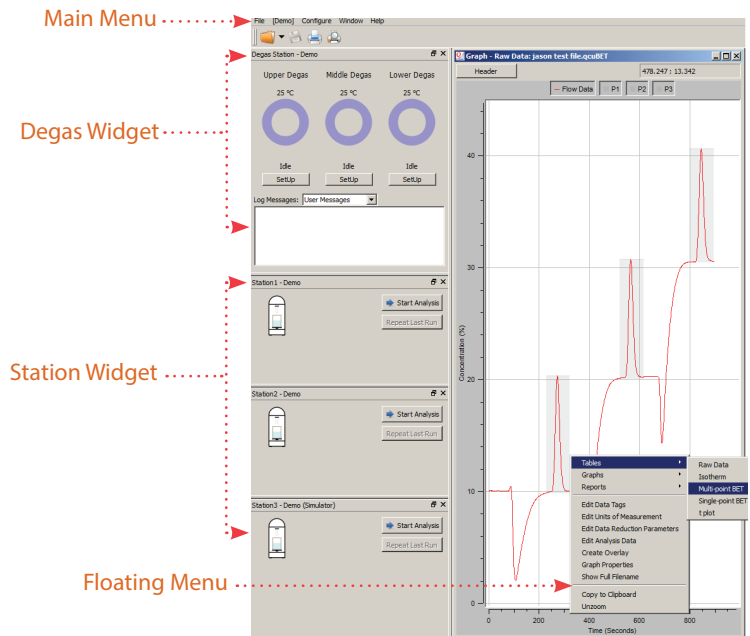 Main Menu
File [Demo] Configure Window Help
Degas Widget
Degas Station - Demo
Upper Degas Middle Degas Lower Degas
25 ºC 25 ºC 25 ºC
Idle Idle Idle
SetUp SetUp SetUp
Log Messages: User Messages
Station Widget
Station1 - Demo
Start Analysis
Repeat Last Run
Station2 - Demo
Start Analysis
Repeat Last Run
Station3 - Demo (Simulator)
Start Analysis
Repeat Last Run
Floating Menu
Graph - Raw Data: jason test file.qcuBET
Header 478.247 : 13.342
Flow Data P1 P2 P3
Concentration (%)
40
30
20
10
0
0 200 400 600 800
Time (Seconds)
Tables
Graphs
Reports
Edit Data Tags
Edit Units of Measurement
Edit Data Reduction Parameters
Edit Analysis Data
Create Overlay
Graph Properties
Show Full Filename
Copy to Clipboard
Unzoom
Raw Data
Isotherm
Multi-point BET
Single-point BET
t plot